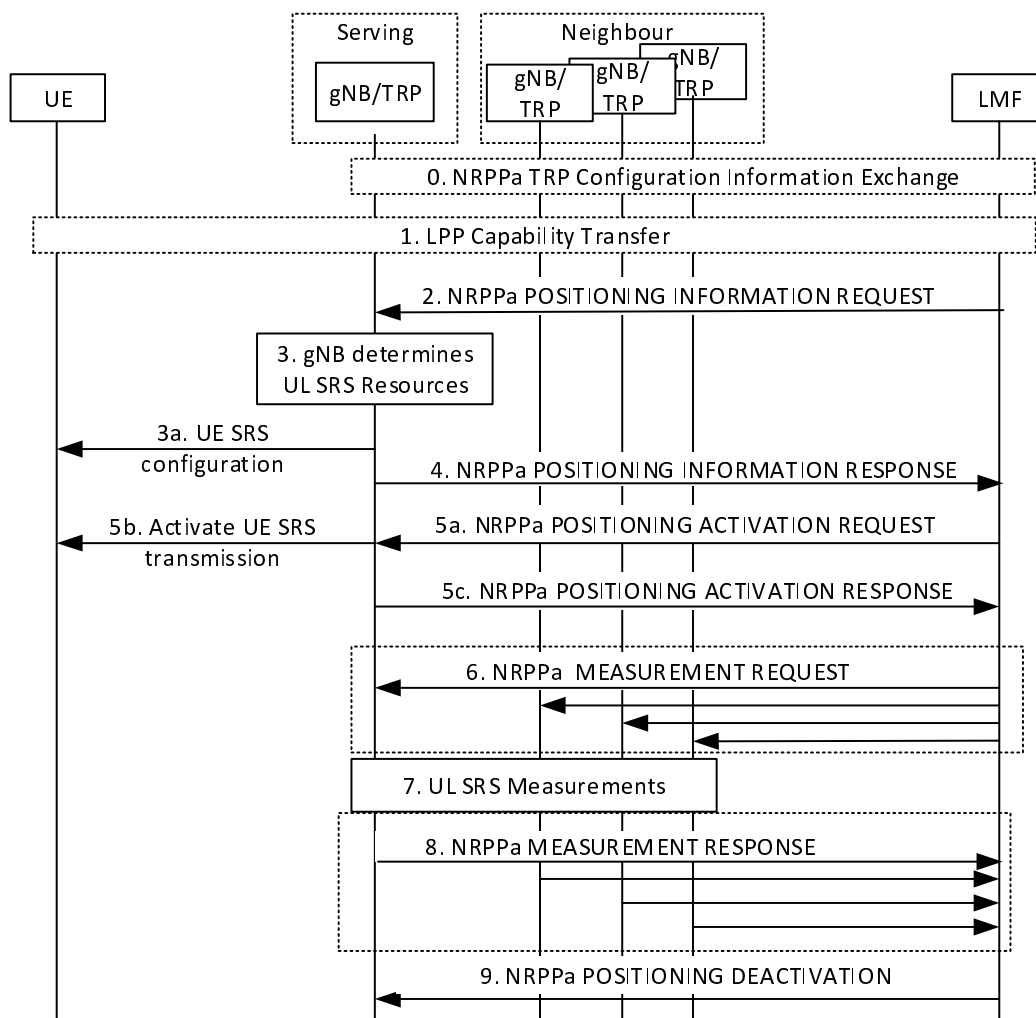 Serving
Neighbour
UE
gNB/TRP
gNB/
TRP
gNB/
TRP
gNB/
TRP
LMF
0. NRPPa TRP Configuration Information Exchange
1. LPP Capability Transfer
2. NRPPa POSITIONING INFORMATION REQUEST
3. gNB determines
UL SRS Resources
3a. UE SRS
configuration
4. NRPPa POSITIONING INFORMATION RESPONSE
5b. Activate UE SRS
transmission
5a. NRPPa POSITIONING ACTIVATION REQUEST
5c. NRPPa POSITIONING ACTIVATION RESPONSE
6. NRPPa MEASUREMENT REQUEST
7. UL SRS Measurements
8. NRPPa MEASUREMENT RESPONSE
9. NRPPa POSITIONING DEACTIVATION